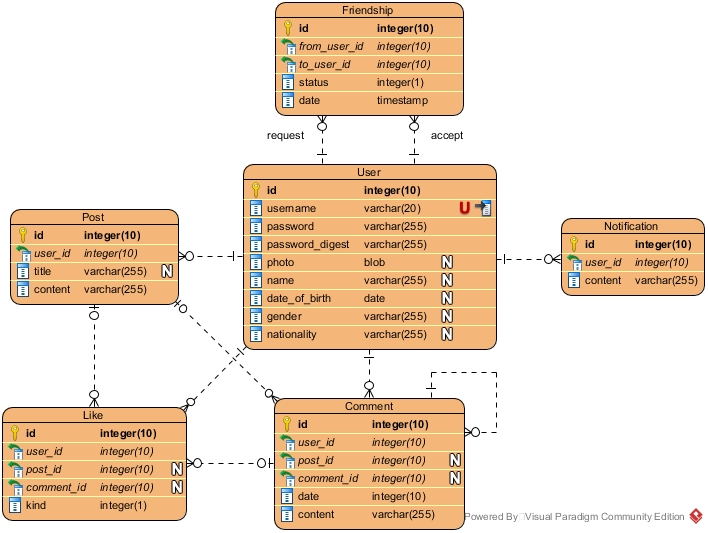 Friendship
id integer(10)
from_user_id integer(10)
to_user_id integer(10)
status integer(1)
date timestamp
request accept
User
id integer(10)
username varchar(20) U
password varchar(255)
password_digest varchar(255)
photo blob N
name varchar(255) N
date_of_birth date N
gender varchar(255) N
nationality varchar(255) N
Post
id integer(10)
user_id integer(10)
title varchar(255) N
content varchar(255)
Notification
id integer(10)
user_id integer(10)
content varchar(255)
Like
id integer(10)
user_id integer(10)
post_id integer(10) N
comment_id integer(10) N
kind integer(1)
Comment
id integer(10)
user_id integer(10)
post_id integer(10) N
comment_id integer(10) N
date integer(10)
content varchar(255)
Powered By Visual Paradigm Community Edition